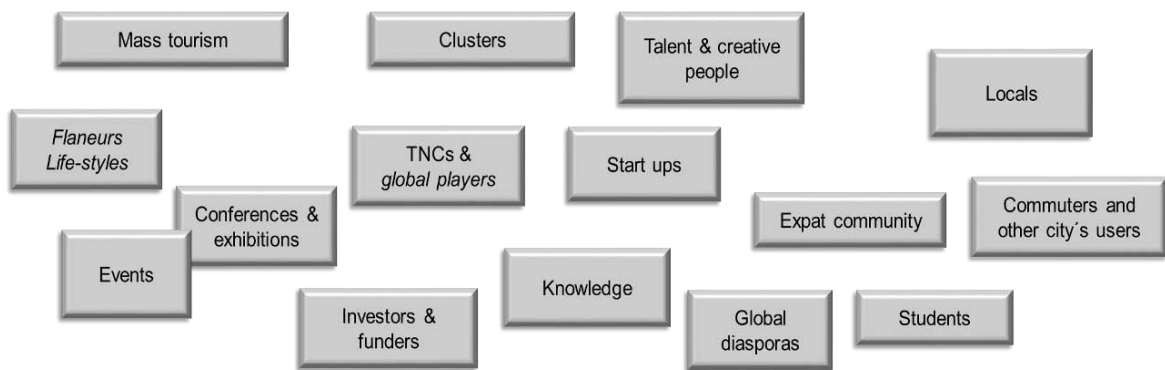 Mass tourism
Clusters
Talent & creative
people
Locals
Flaneurs
Life-styles
TNCs &
global players
Start ups
Conferences &
exhibitions
Expat community
Commuters and
other city´s users
Events
Knowledge
Investors &
funders
Global
diasporas
Students